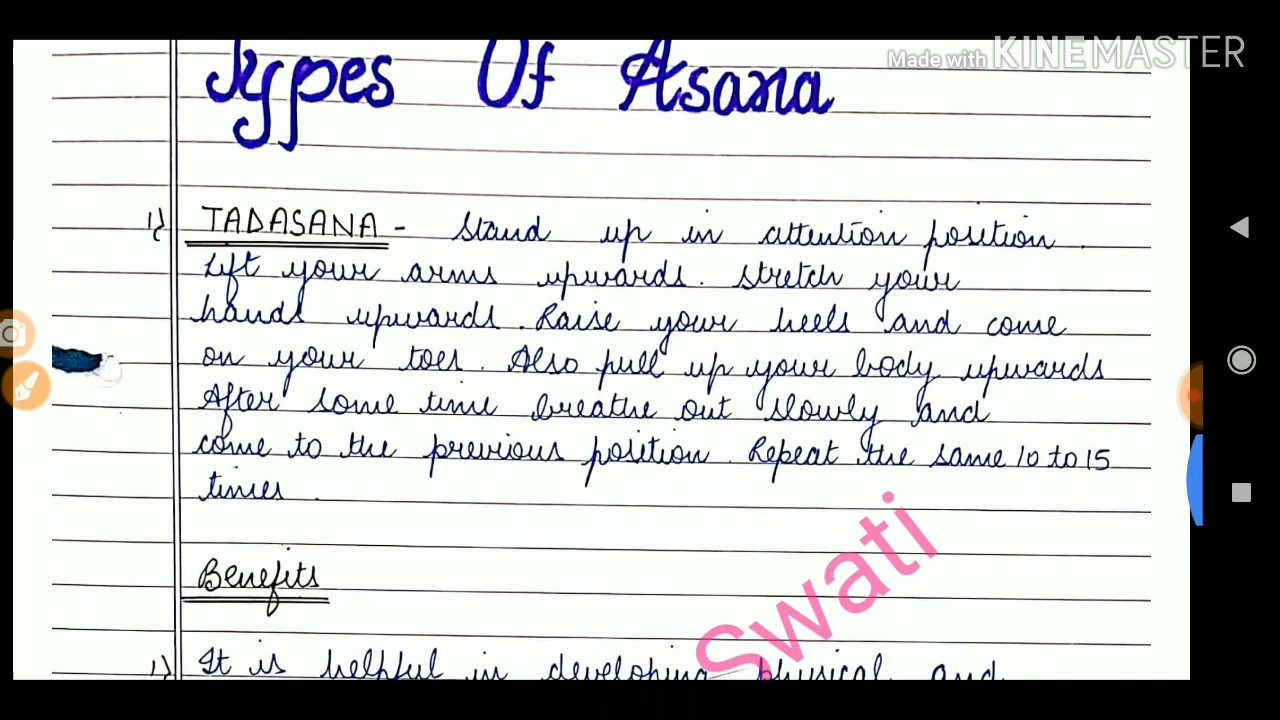 Made with KINEMASTER
Types Of Asana
1) TADASANA - Stand up in attention position.
Lift your arms upwards. Stretch your
hands upwards. Raise your heels and come
on your toes. Also pull up your body upwards
After some time breathe out slowly and
come to the previous position. Repeat the same 10 to 15
times.
Benefits
1) It is helpful in developing physical and
Swati